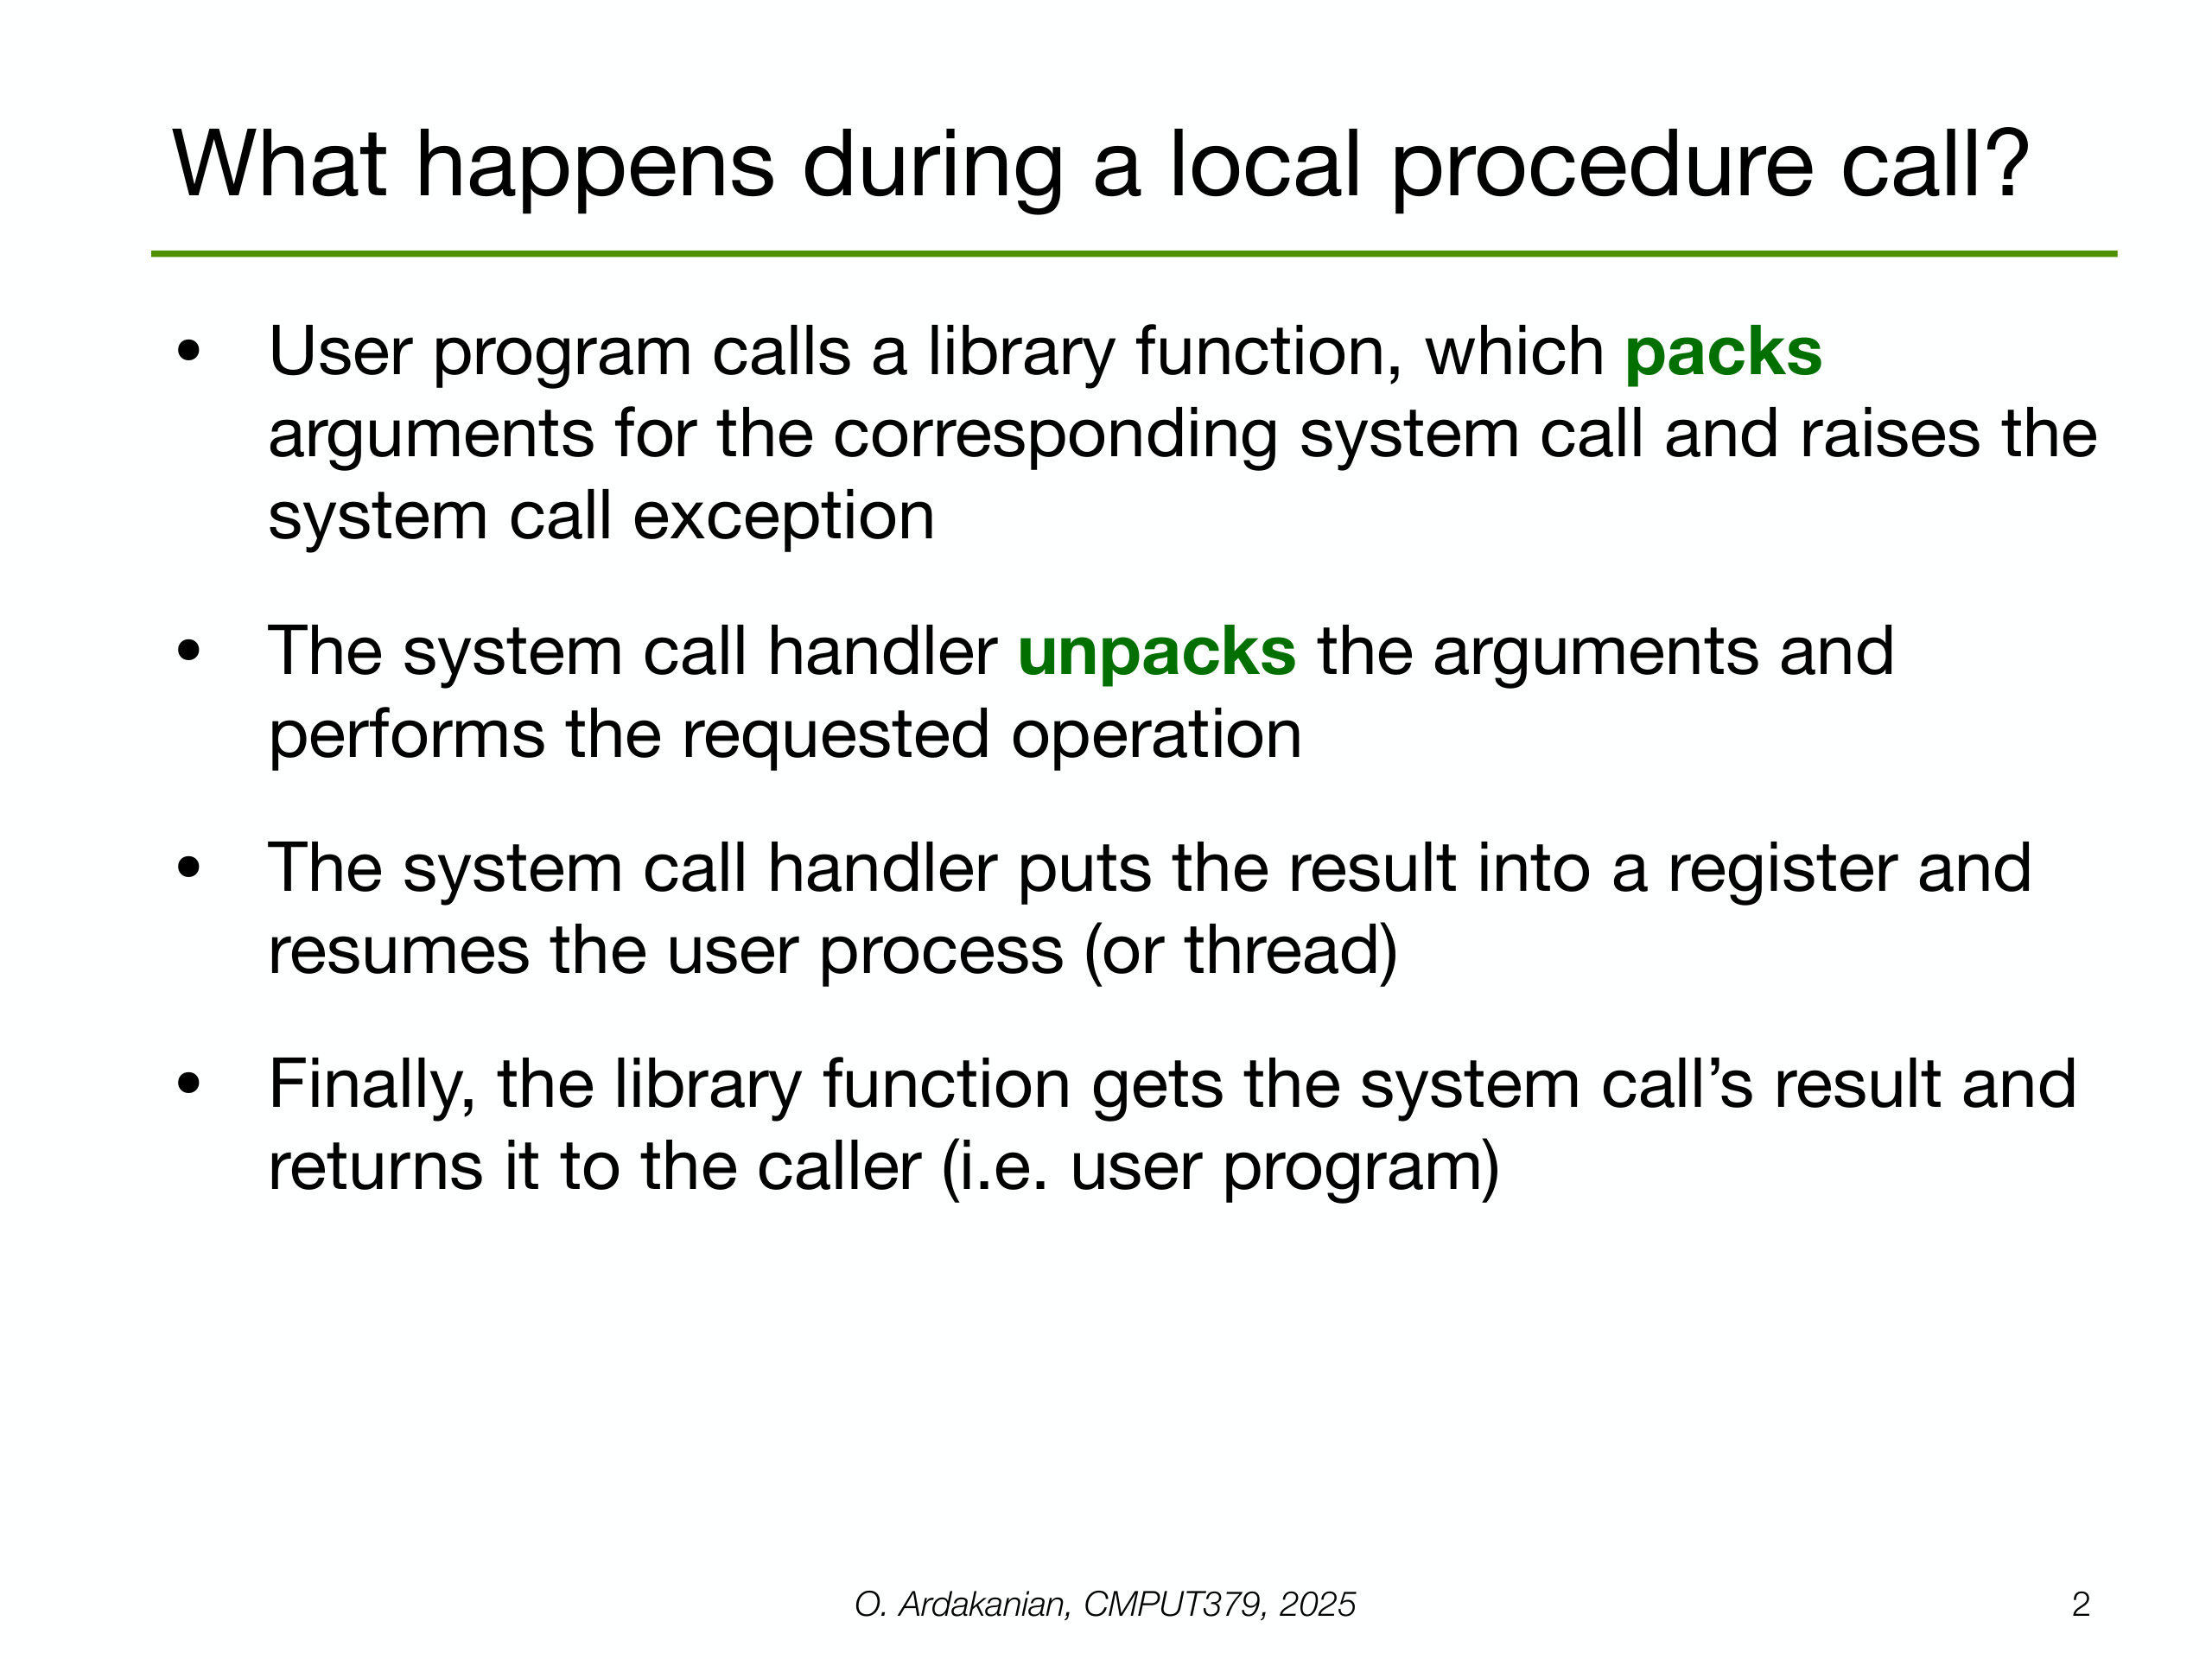 What happens during a local procedure call?
• User program calls a library function, which packs
arguments for the corresponding system call and raises the
system call exception
• The system call handler unpacks the arguments and
performs the requested operation
• The system call handler puts the result into a register and
resumes the user process (or thread)
• Finally, the library function gets the system call’s result and
returns it to the caller (i.e. user program)
O. Ardakanian, CMPUT379, 2025
2